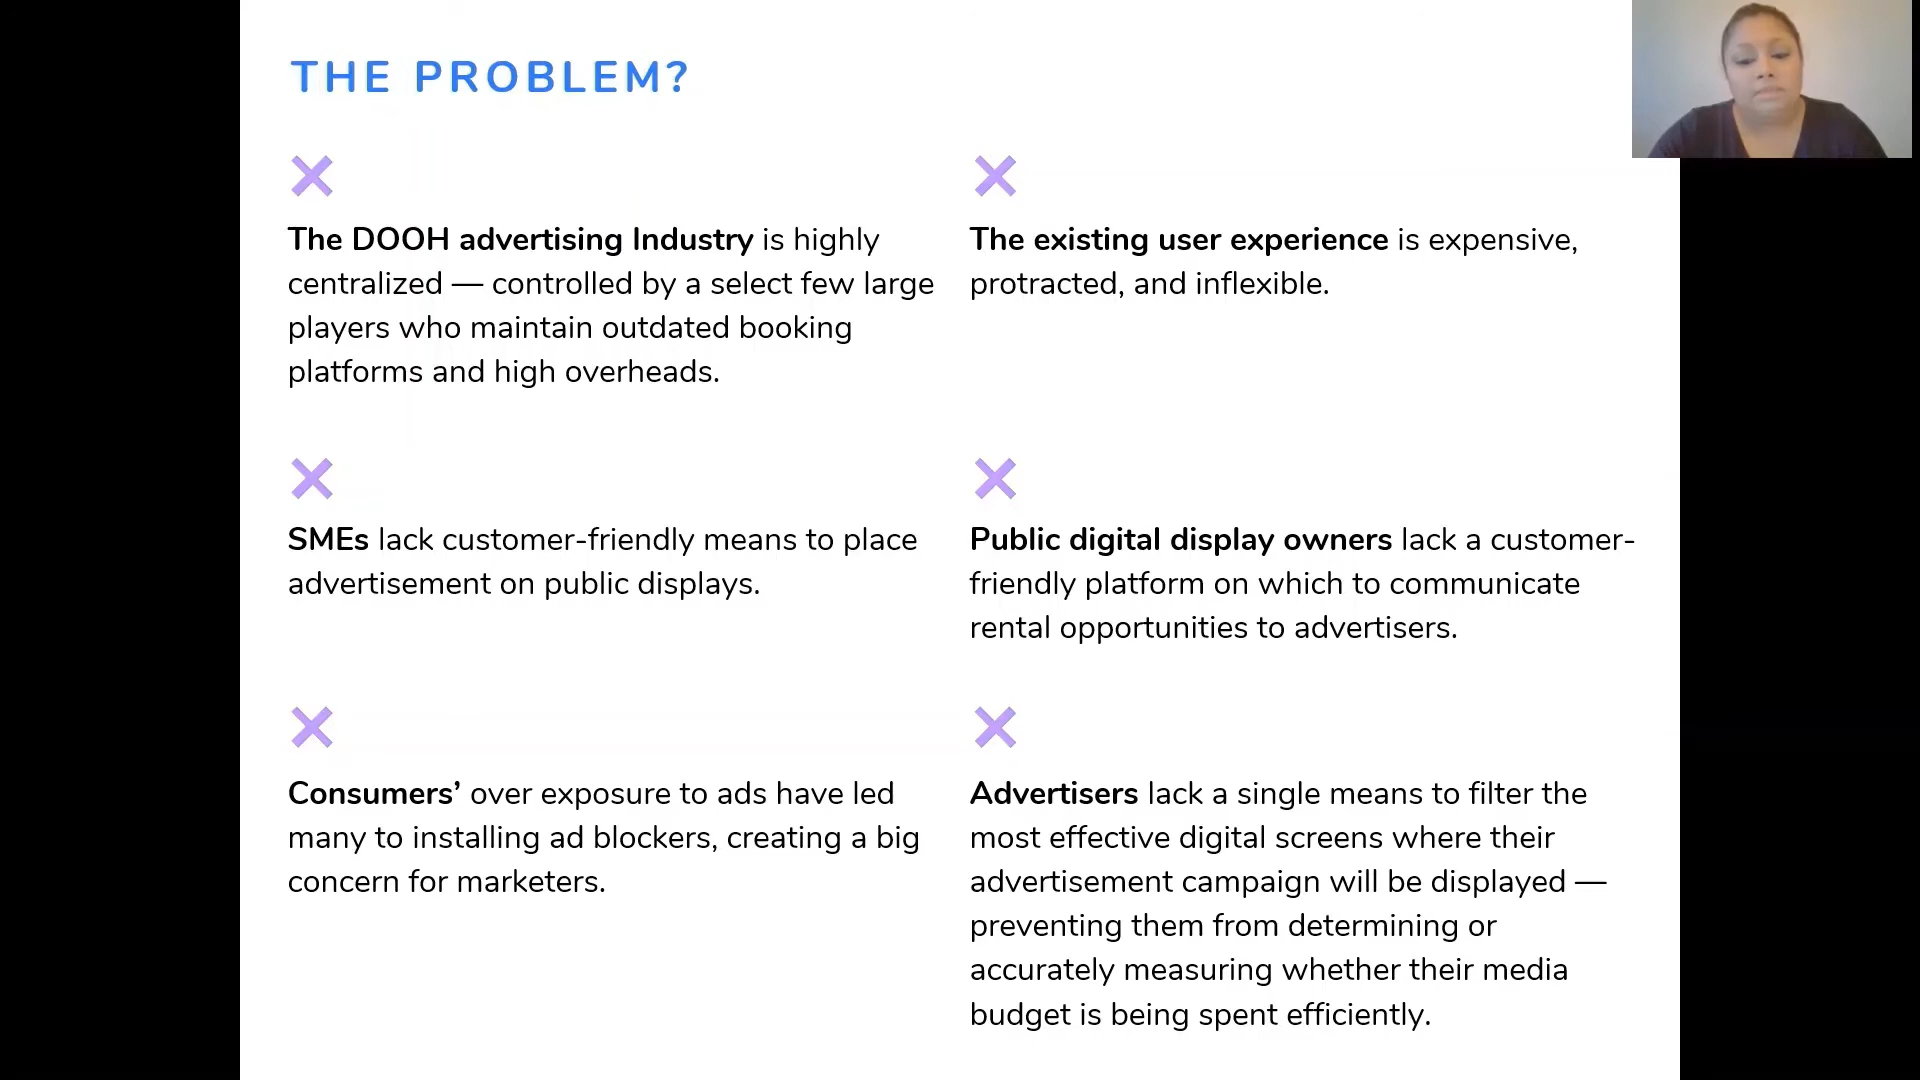 THE PROBLEM?
The DOOH advertising Industry is highly
centralized — controlled by a select few large
players who maintain outdated booking
platforms and high overheads.
The existing user experience is expensive,
protracted, and inflexible.
SMEs lack customer-friendly means to place
advertisement on public displays.
Public digital display owners lack a customer-
friendly platform on which to communicate
rental opportunities to advertisers.
Consumers’ over exposure to ads have led
many to installing ad blockers, creating a big
concern for marketers.
Advertisers lack a single means to filter the
most effective digital screens where their
advertisement campaign will be displayed —
preventing them from determining or
accurately measuring whether their media
budget is being spent efficiently.